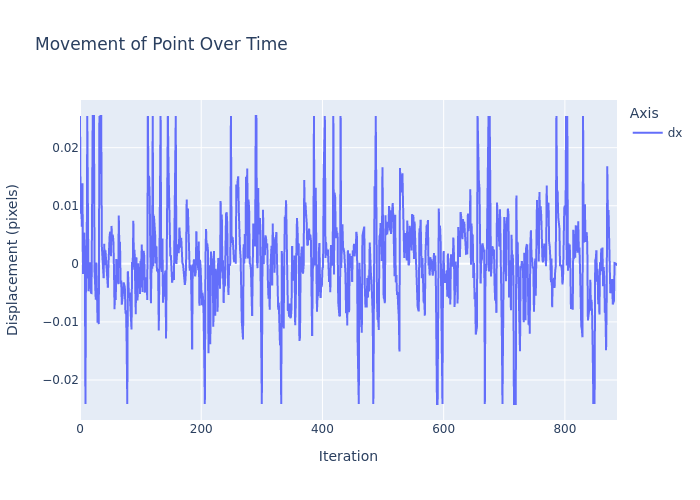 Movement of Point Over Time
Axis
dx
0.02
0.01
0
−0.01
−0.02
0
200
400
600
800
Displacement (pixels)
Iteration